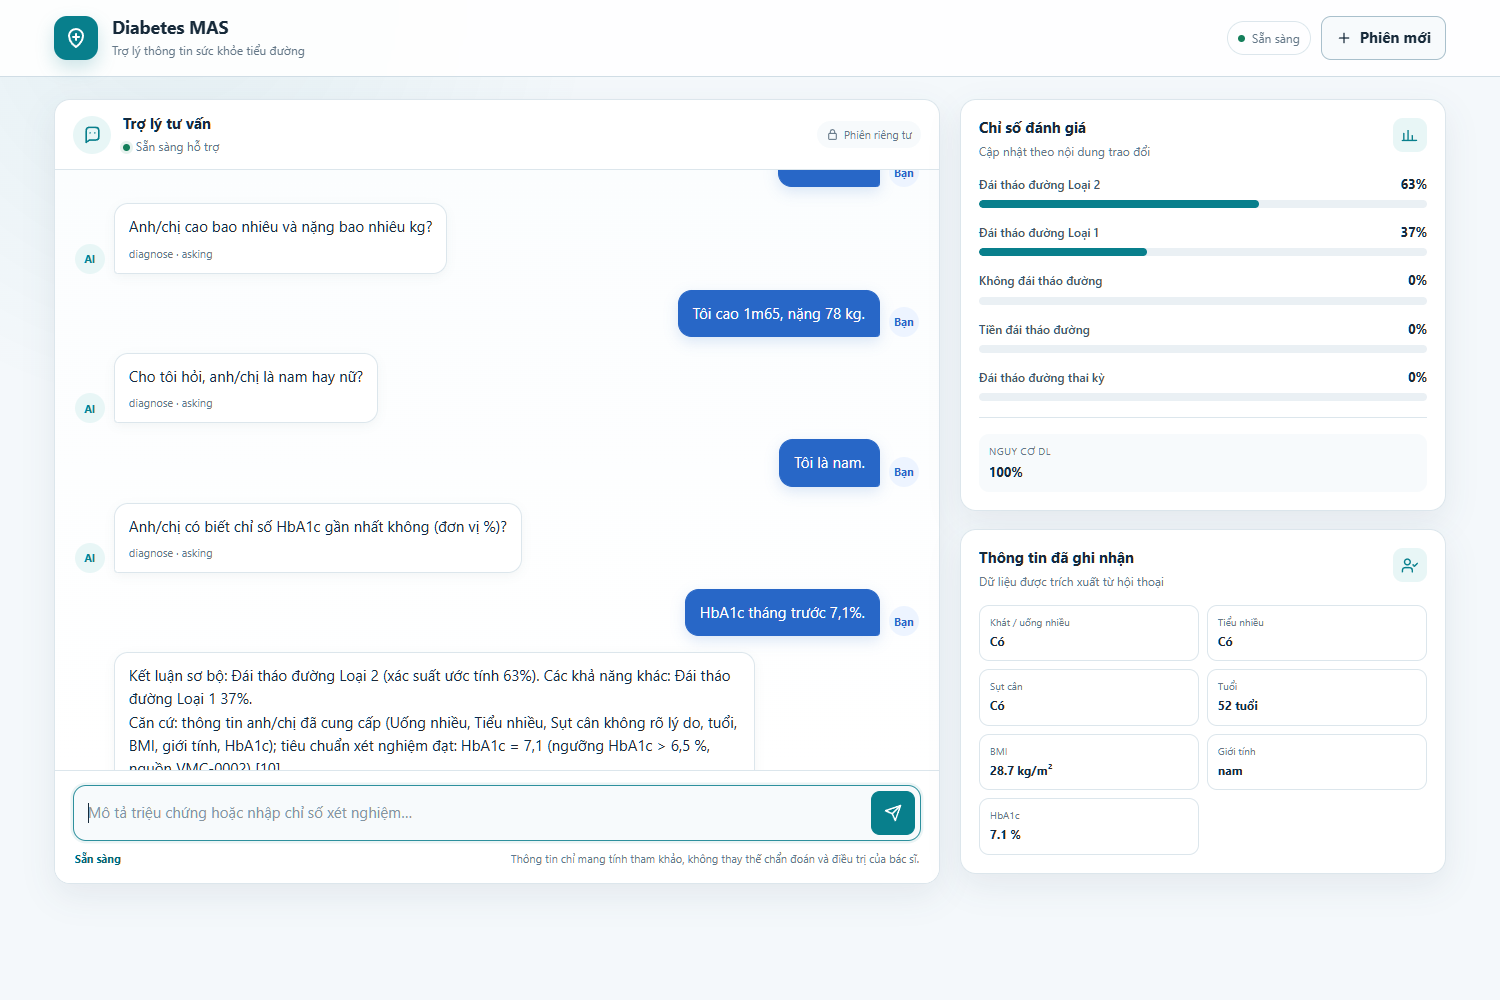 Diabetes MAS
Trợ lý thông tin sức khỏe tiểu đường
Sẵn sàng
Phiên mới
Trợ lý tư vấn
Sẵn sàng hỗ trợ
Phiên riêng tư
Bạn
Anh/chị cao bao nhiêu và nặng bao nhiêu kg?
diagnose · asking
AI
Tôi cao 1m65, nặng 78 kg.
Bạn
Cho tôi hỏi, anh/chị là nam hay nữ?
diagnose · asking
AI
Tôi là nam.
Bạn
Anh/chị có biết chỉ số HbA1c gần nhất không (đơn vị %)?
diagnose · asking
AI
HbA1c tháng trước 7,1%.
Bạn
Kết luận sơ bộ: Đái tháo đường Loại 2 (xác suất ước tính 63%). Các khả năng khác: Đái tháo
đường Loại 1 37%.
Căn cứ: thông tin anh/chị đã cung cấp (Uống nhiều, Tiểu nhiều, Sụt cân không rõ lý do, tuổi,
BMI, giới tính, HbA1c); tiêu chuẩn xét nghiệm đạt: HbA1c = 7,1 (ngưỡng HbA1c > 6,5 %,
nguồn VMC-0002) [10]
Mô tả triệu chứng hoặc nhập chỉ số xét nghiệm...
Sẵn sàng
Thông tin chỉ mang tính tham khảo, không thay thế chẩn đoán và điều trị của bác sĩ.
Chỉ số đánh giá
Cập nhật theo nội dung trao đổi
Đái tháo đường Loại 2 63%
Đái tháo đường Loại 1 37%
Không đái tháo đường 0%
Tiền đái tháo đường 0%
Đái tháo đường thai kỳ 0%
NGUY CƠ DL
100%
Thông tin đã ghi nhận
Dữ liệu được trích xuất từ hội thoại
Khát / uống nhiều
Có
Tiểu nhiều
Có
Sụt cân
Có
Tuổi
52 tuổi
BMI
28.7 kg/m²
Giới tính
nam
HbA1c
7.1 %